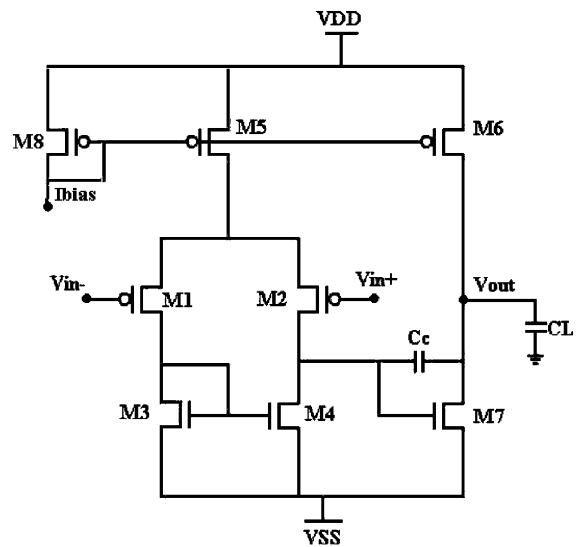 VDD
M8
M5
M6
Ibias
Vin-
M1
M2
Vin+
Vout
Cc
CL
M3
M4
M7
VSS